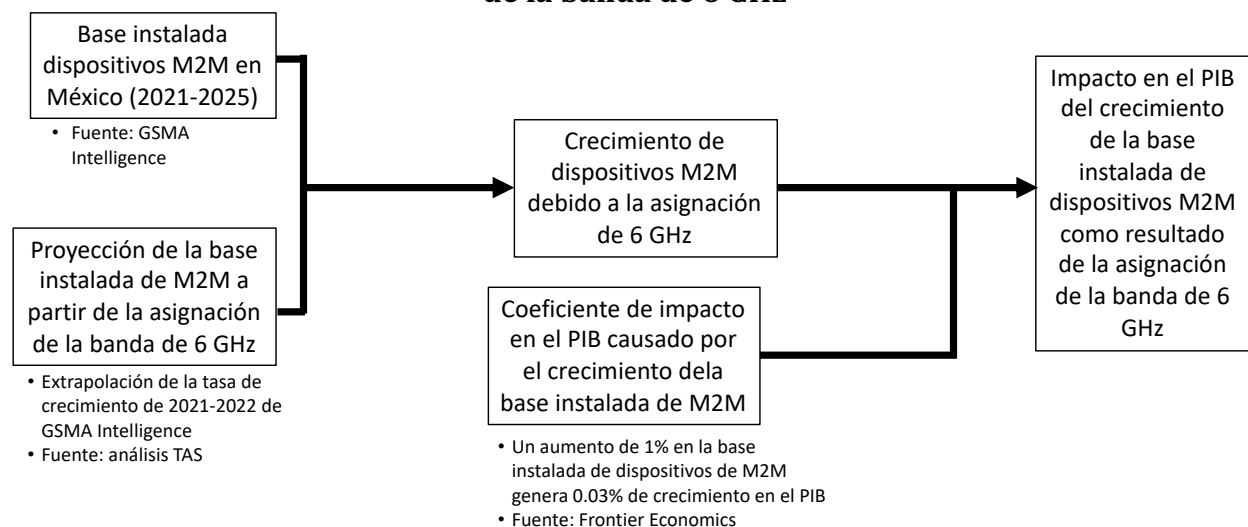 de la banda de 6 GHz
Base instalada
dispositivos M2M en
México (2021-2025)
• Fuente: GSMA
Intelligence
Proyección de la base
instalada de M2M a
partir de la asignación
de la banda de 6 GHz
• Extrapolación de la tasa de
crecimiento de 2021-2022 de
GSMA Intelligence
• Fuente: análisis TAS
Crecimiento de
dispositivos M2M
debido a la asignación
de 6 GHz
Coeficiente de impacto
en el PIB causado por
el crecimiento dela
base instalada de M2M
• Un aumento de 1% en la base
instalada de dispositivos de M2M
genera 0.03% de crecimiento en el PIB
• Fuente: Frontier Economics
Impacto en el PIB
del crecimiento
de la base
instalada de
dispositivos M2M
como resultado
de la asignación
de la banda de 6
GHz